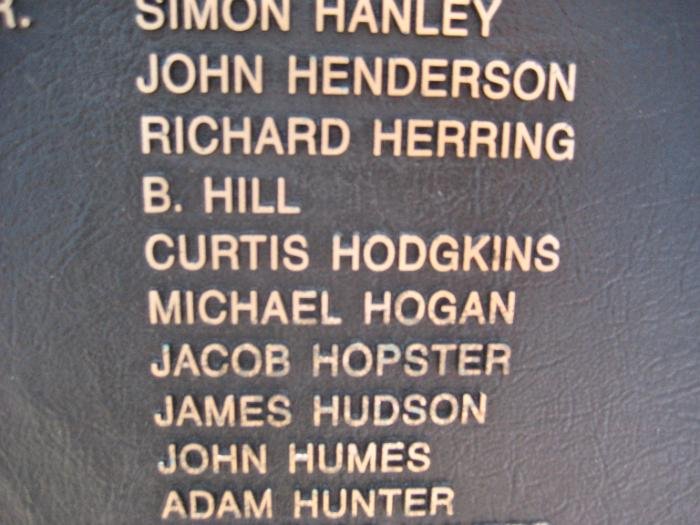 R. SIMON HANLEY
JOHN HENDERSON
RICHARD HERRING
B. HILL
CURTIS HODGKINS
MICHAEL HOGAN
JACOB HOPSTER
JAMES HUDSON
JOHN HUMES
ADAM HUNTER